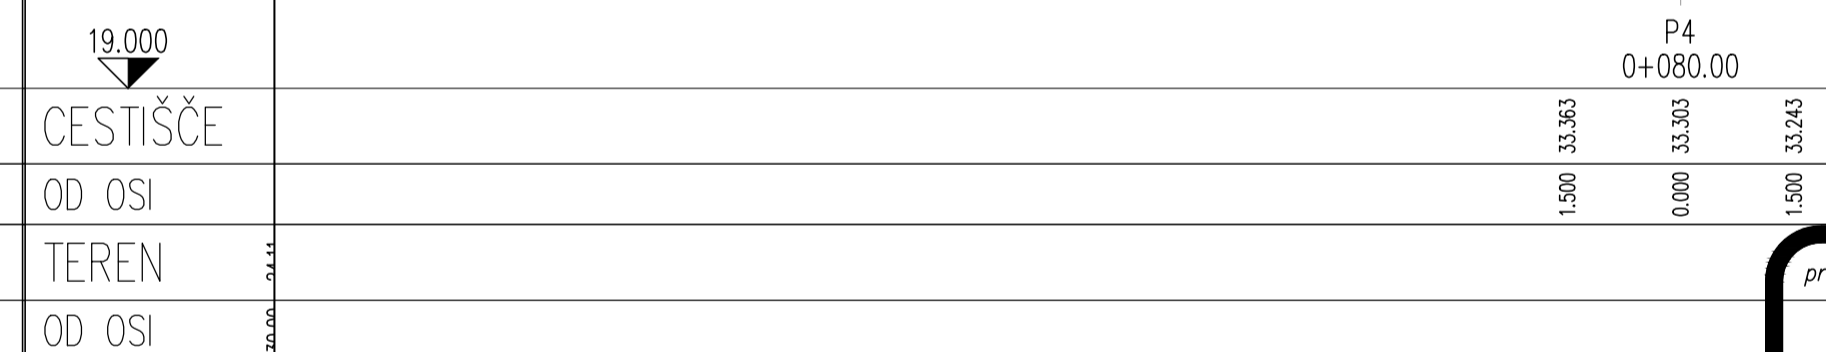 19.000
P4
0+080.00
CESTIŠČE 33.363 33.303 33.243
OD OSI 1.500 0.000 1.500
TEREN
pr
OD OSI